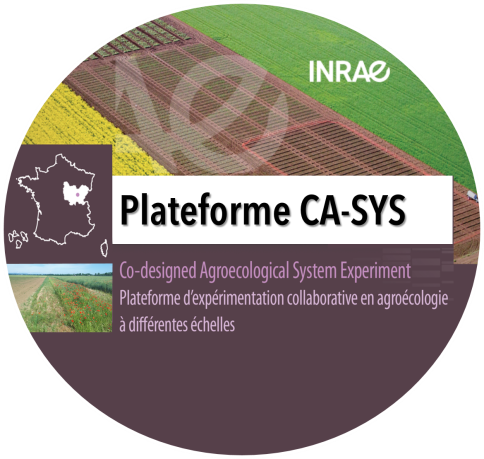 INRAE
Plateforme CA-SYS
Co-designed Agroecological System Experiment
Plateforme d'expérimentation collaborative en agroécologie
à différentes échelles